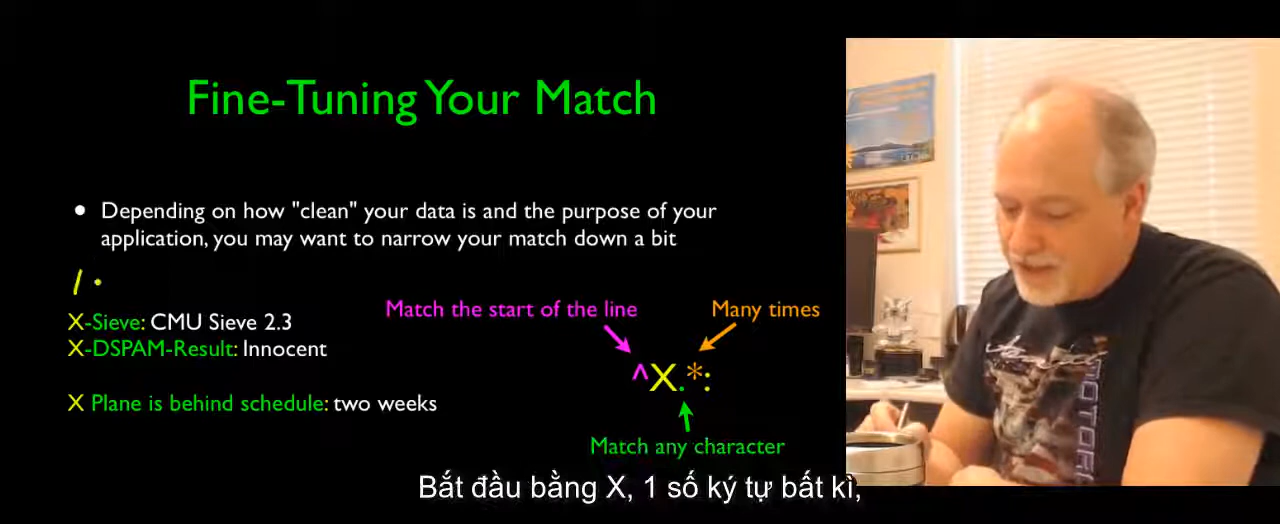 Fine-Tuning Your Match
• Depending on how "clean" your data is and the purpose of your
application, you may want to narrow your match down a bit
X-Sieve: CMU Sieve 2.3
X-DSPAM-Result: Innocent
X Plane is behind schedule: two weeks
Match the start of the line
Many times
^X.*:
Match any character
Bắt đầu bằng X, 1 số ký tự bất kì,